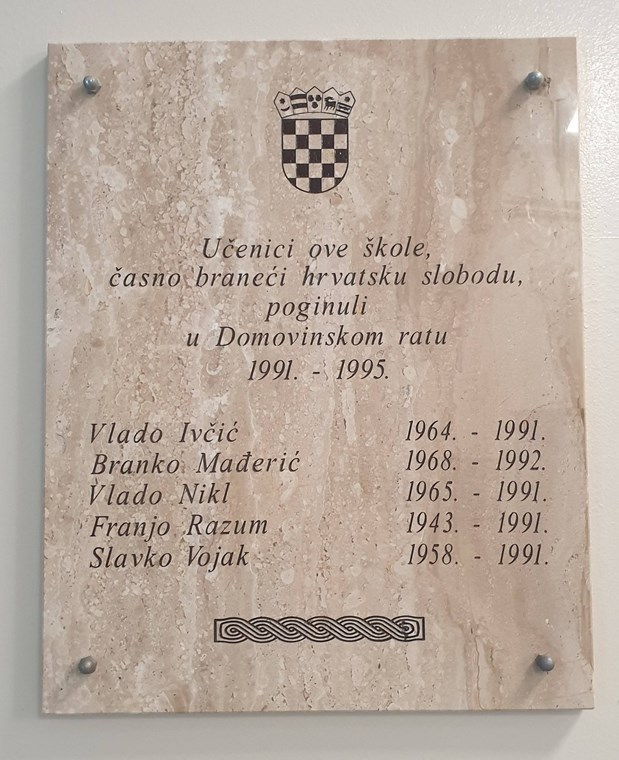 Učenici ove škole,
časno braneći hrvatsku slobodu,
poginuli
u Domovinskom ratu
1991. - 1995.
Vlado Ivčić 1964. - 1991.
Branko Mađerić 1968. - 1992.
Vlado Nikl 1965. - 1991.
Franjo Razum 1943. - 1991.
Slavko Vojak 1958. - 1991.